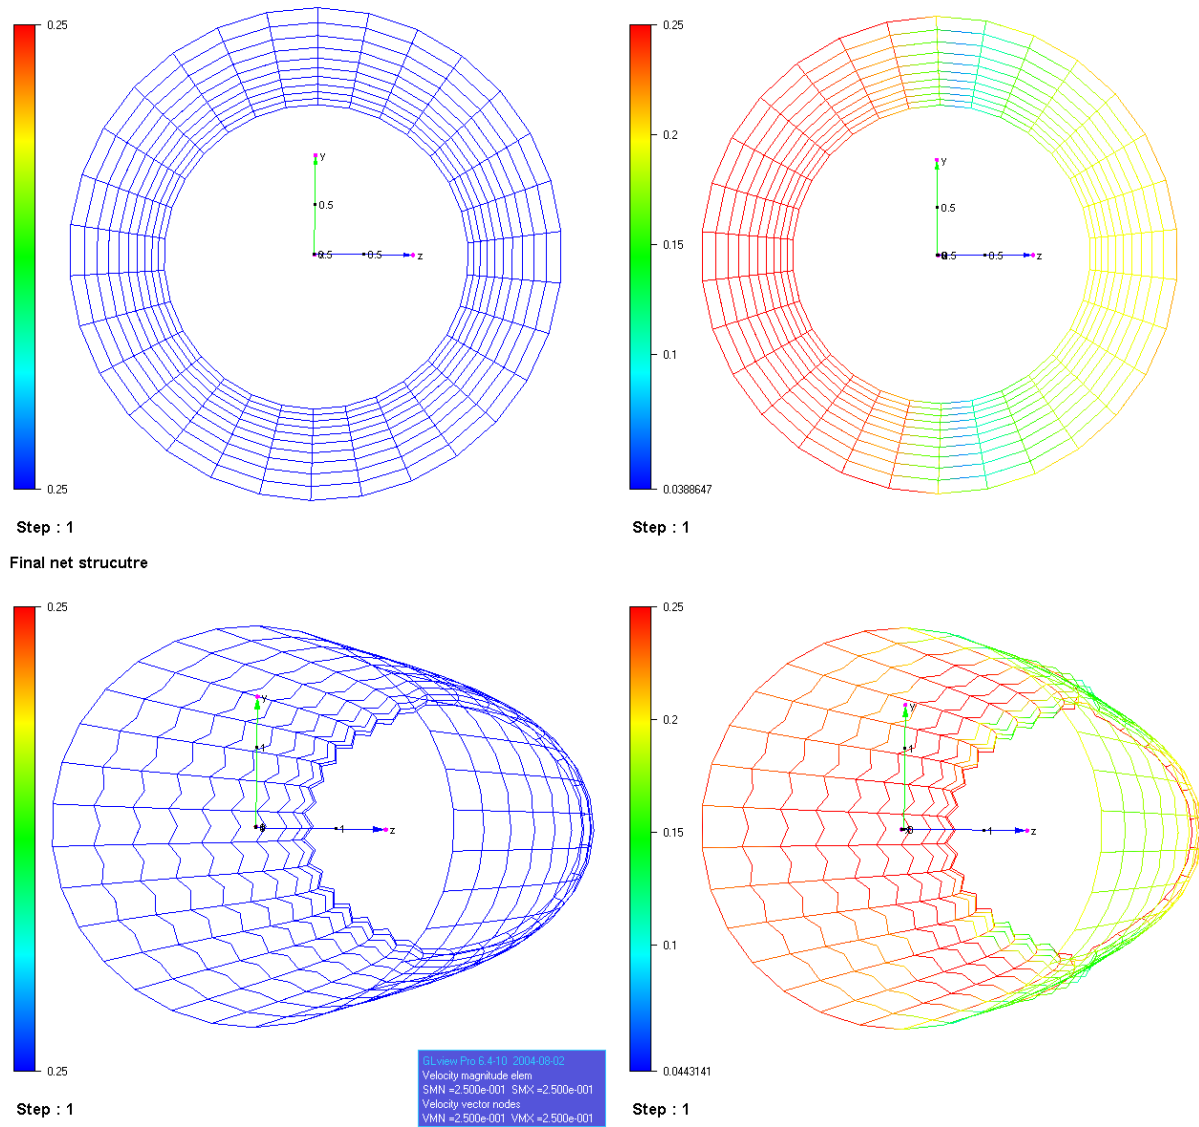 0.25
0.25
y
0.5
0.5
z
0.25
0.25
0.2
y
0.15
0.5
0.5
0.5
z
0.1
0.0388647
Step : 1
Step : 1
Final net strucutre
0.25
0.25
y
1
1
z
0.25
0.2
y
1
0.15
1
z
0.1
0.0443141
GLview Pro 6.4-10 2004-08-02
Velocity magnitude elem
SMN =2.500e-001 SMX =2.500e-001
Velocity vector nodes
VMN =2.500e-001 VMX =2.500e-001
Step : 1
Step : 1